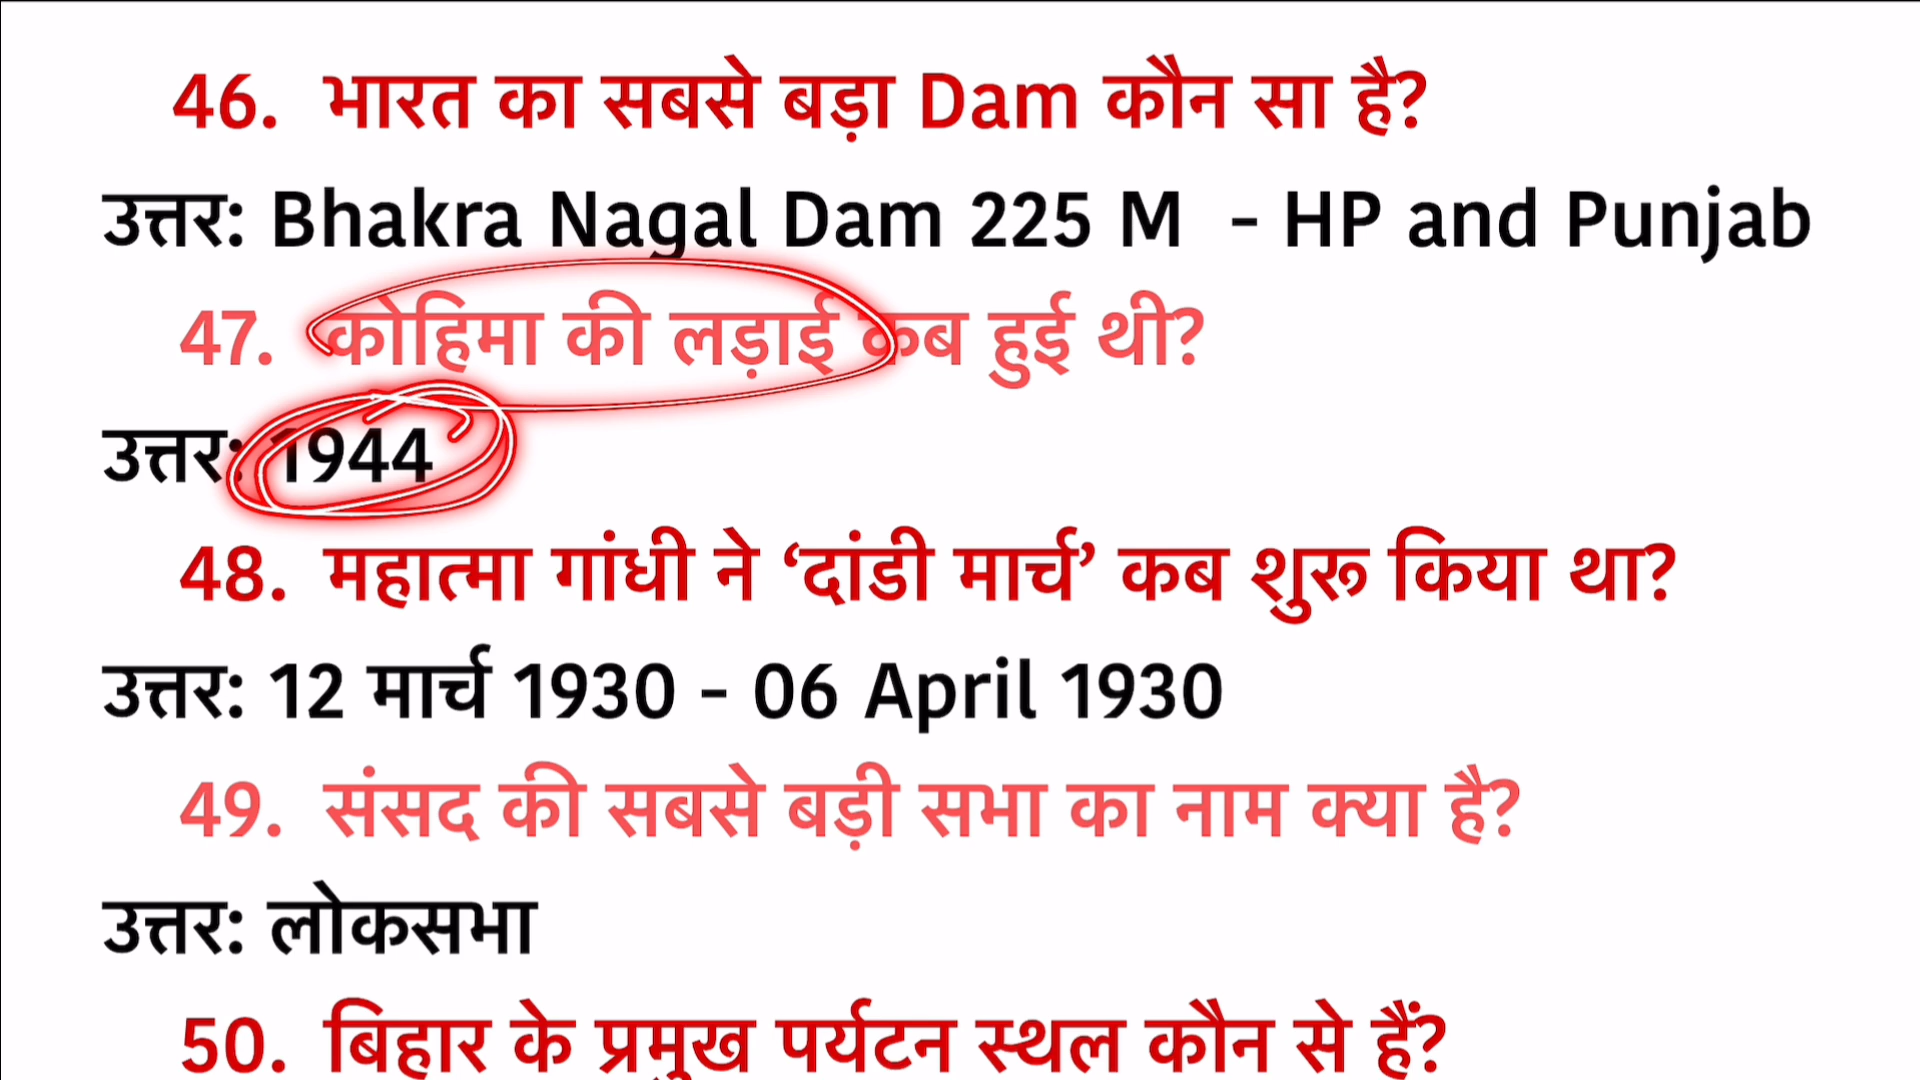 46. भारत का सबसे बड़ा Dam कौन सा है?
उत्तर: Bhakra Nagal Dam 225 M - HP and Punjab
47. कोहिमा की लड़ाई कब हुई थी?
उत्तर: 1944
48. महात्मा गांधी ने ‘दांडी मार्च’ कब शुरू किया था?
उत्तर: 12 मार्च 1930 - 06 April 1930
49. संसद की सबसे बड़ी सभा का नाम क्या है?
उत्तर: लोकसभा
50. बिहार के प्रमुख पर्यटन स्थल कौन से हैं?